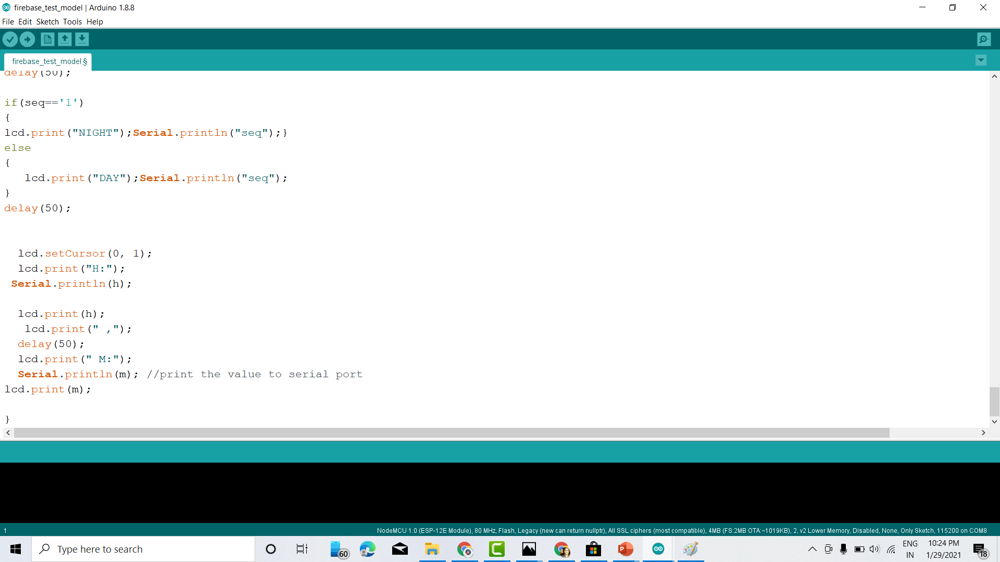 firebase_test_model | Arduino 1.8.8
File Edit Sketch Tools Help
firebase_test_model §
delay(50);
if(seq=='1')
{
lcd.print("NIGHT");Serial.println("seq");}
else
{
lcd.print("DAY");Serial.println("seq");
}
delay(50);
lcd.setCursor(0, 1);
lcd.print("H:");
Serial.println(h);
lcd.print(h);
lcd.print(" ,");
delay(50);
lcd.print(" M:");
Serial.println(m); //print the value to serial port
lcd.print(m);
}
1
NodeMCU 1.0 (ESP-12E Module), 80 MHz, Flash, Legacy (new can return nullptr), All SSL ciphers (most compatible), 4MB (FS:2MB OTA:~1019KB), 2, v2 Lower Memory, Disabled, None, Only Sketch, 115200 on COM8
Type here to search
60
P
ENG
IN
10:24 PM
1/29/2021
18